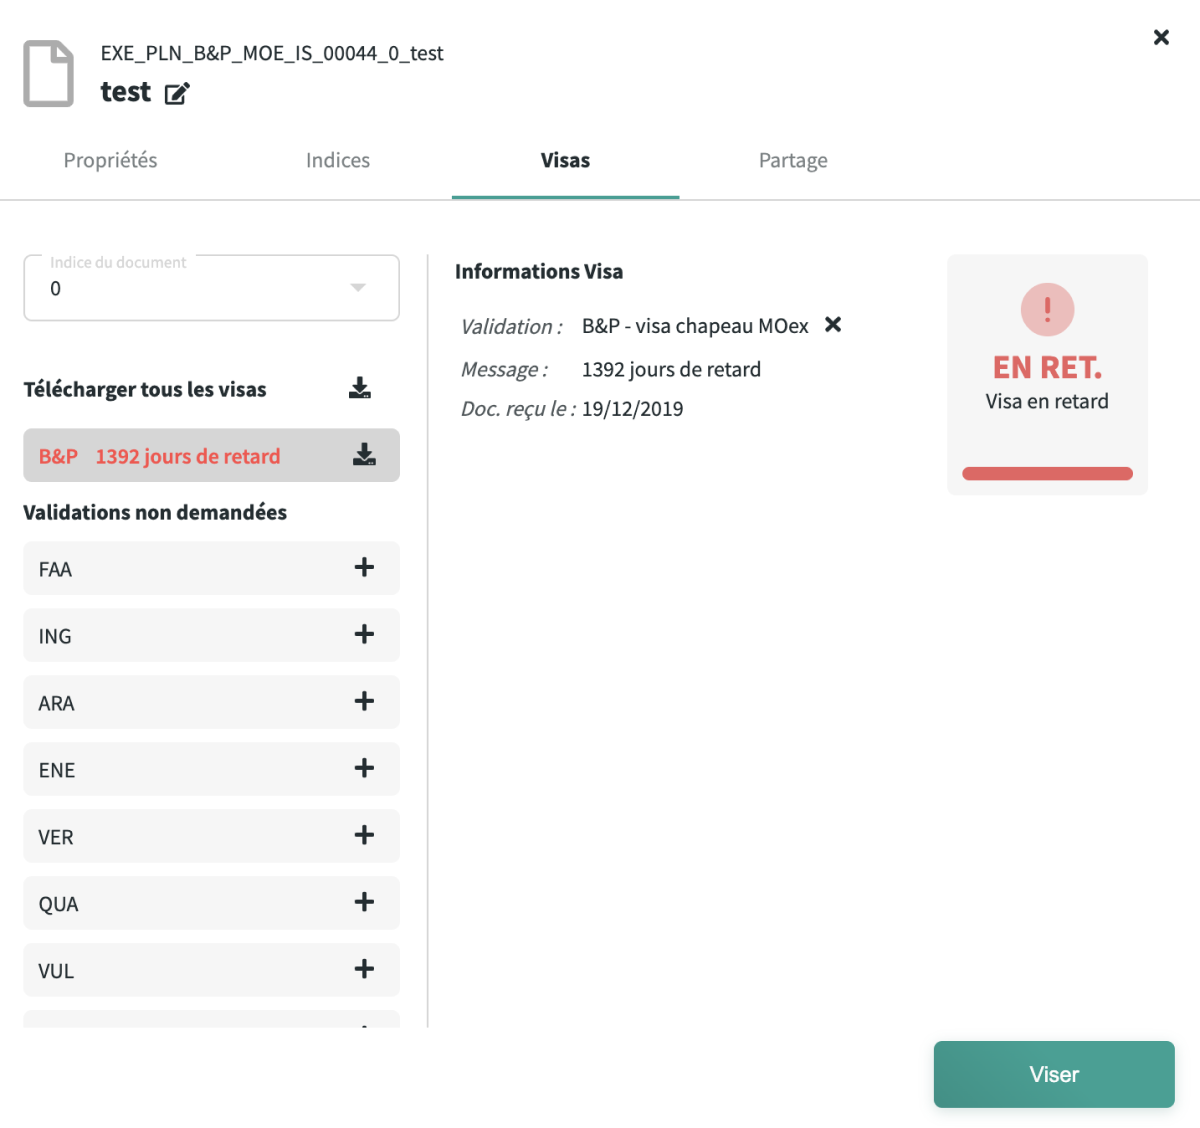 EXE_PLN_B&P_MOE_IS_00044_0_test
test
Propriétés
Indices
Visas
Partage
Indice du document
0
Télécharger tous les visas
B&P 1392 jours de retard
Validations non demandées
FAA
ING
ARA
ENE
VER
QUA
VUL
Informations Visa
Validation : B&P - visa chapeau MOex
Message : 1392 jours de retard
Doc. reçu le : 19/12/2019
EN RET.
Visa en retard
Viser